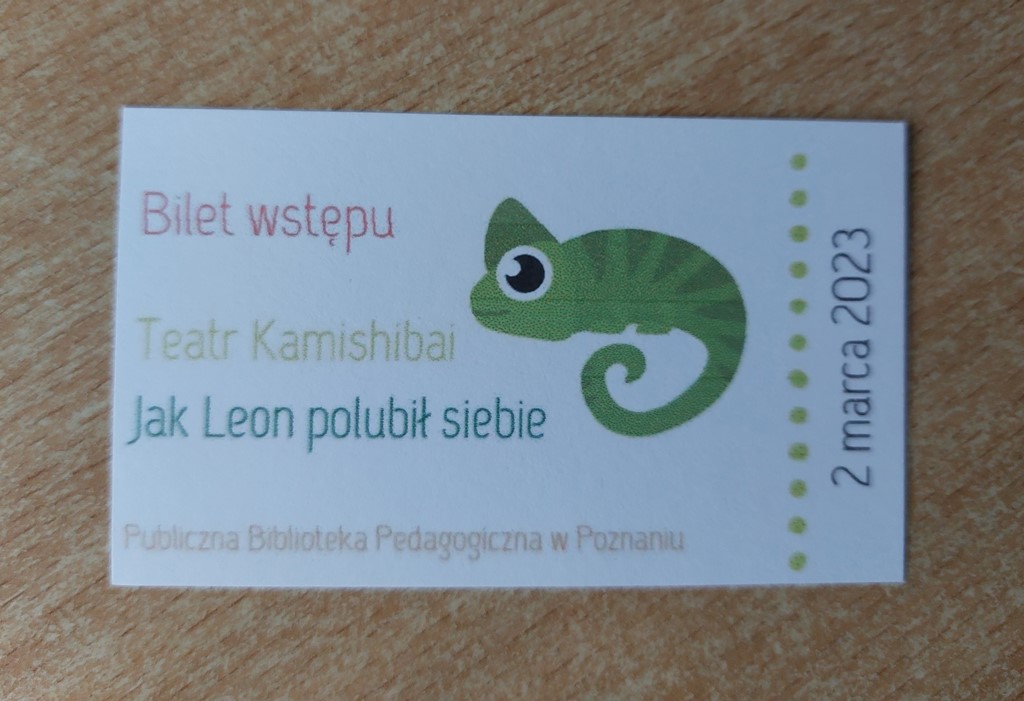 Bilet wstępu
Teatr Kamishibai
Jak Leon polubił siebie
Publiczna Biblioteka Pedagogiczna w Poznaniu
2 marca 2023